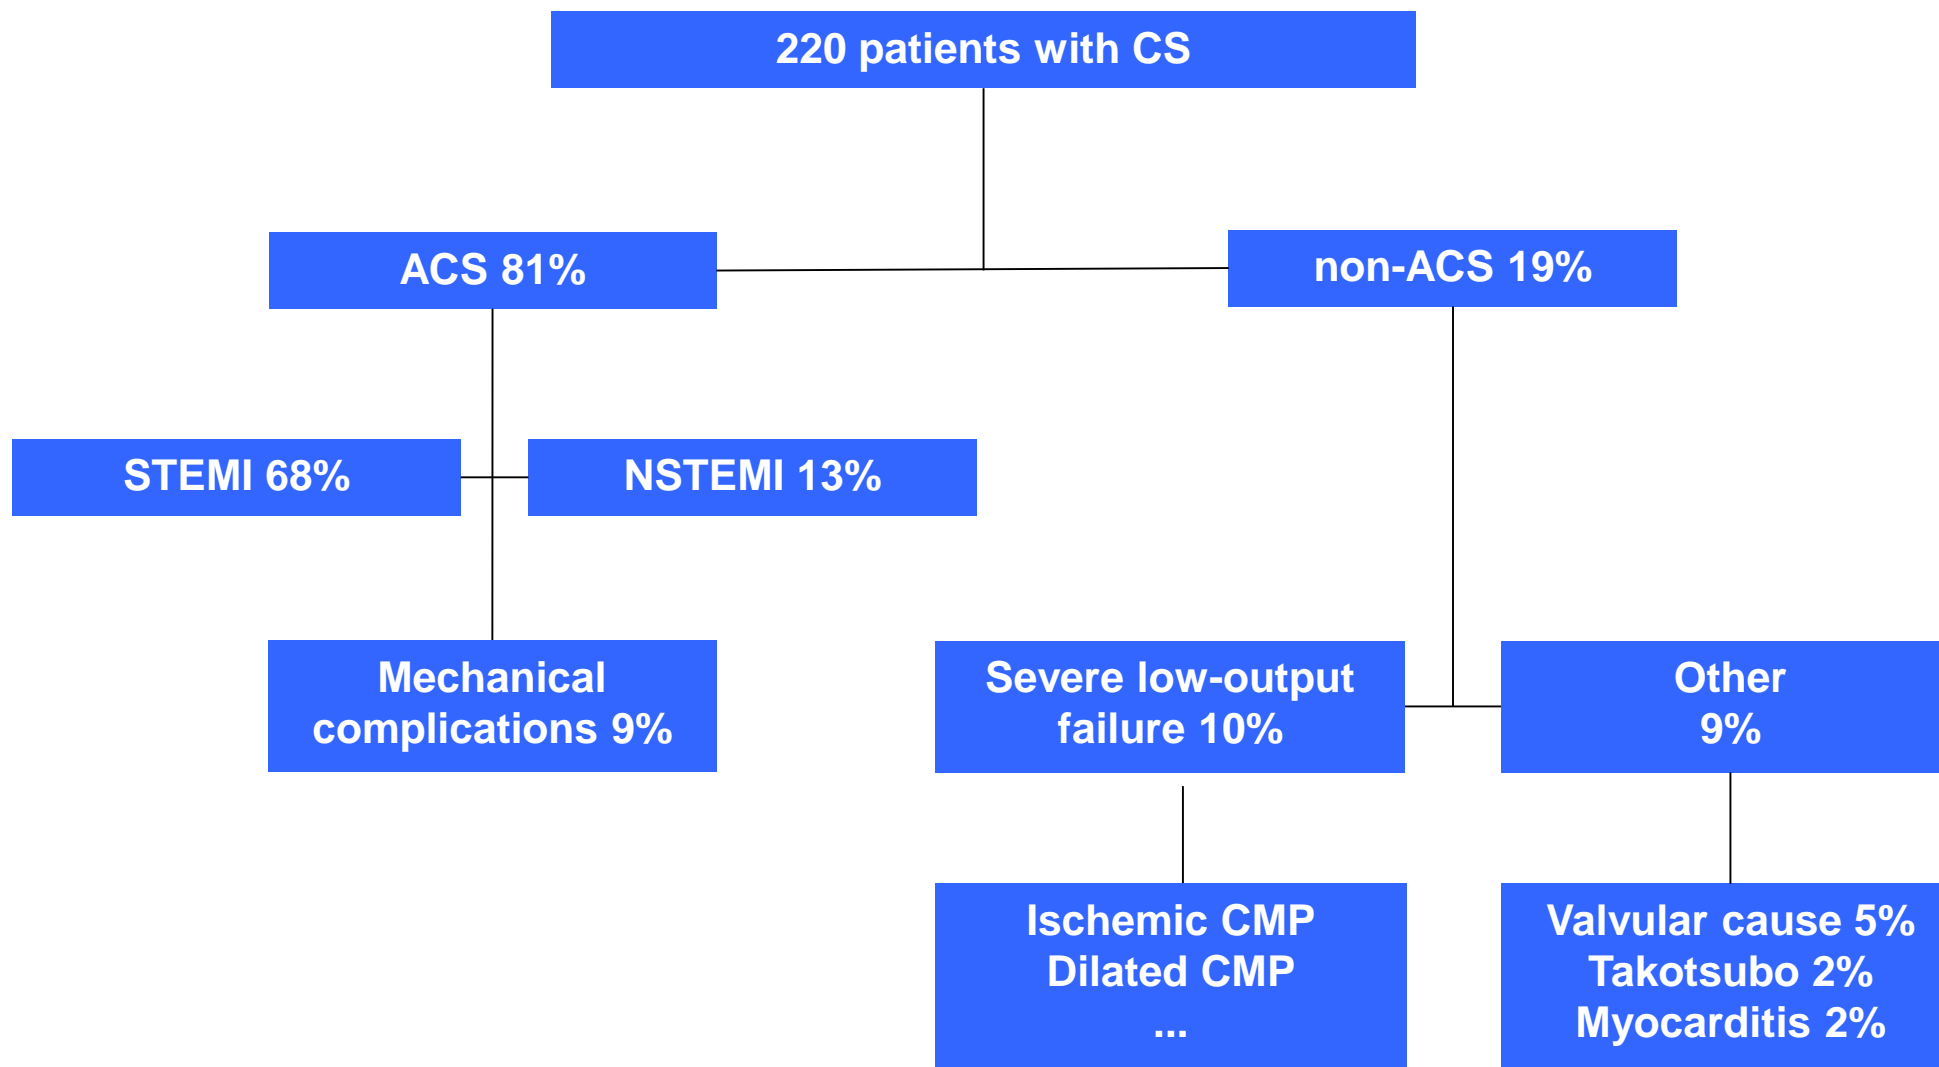 220 patients with CS
ACS 81%
non-ACS 19%
STEMI 68%
NSTEMI 13%
Mechanical
complications 9%
Severe low-output
failure 10%
Other
9%
Ischemic CMP
Dilated CMP
...
Valvular cause 5%
Takotsubo 2%
Myocarditis 2%